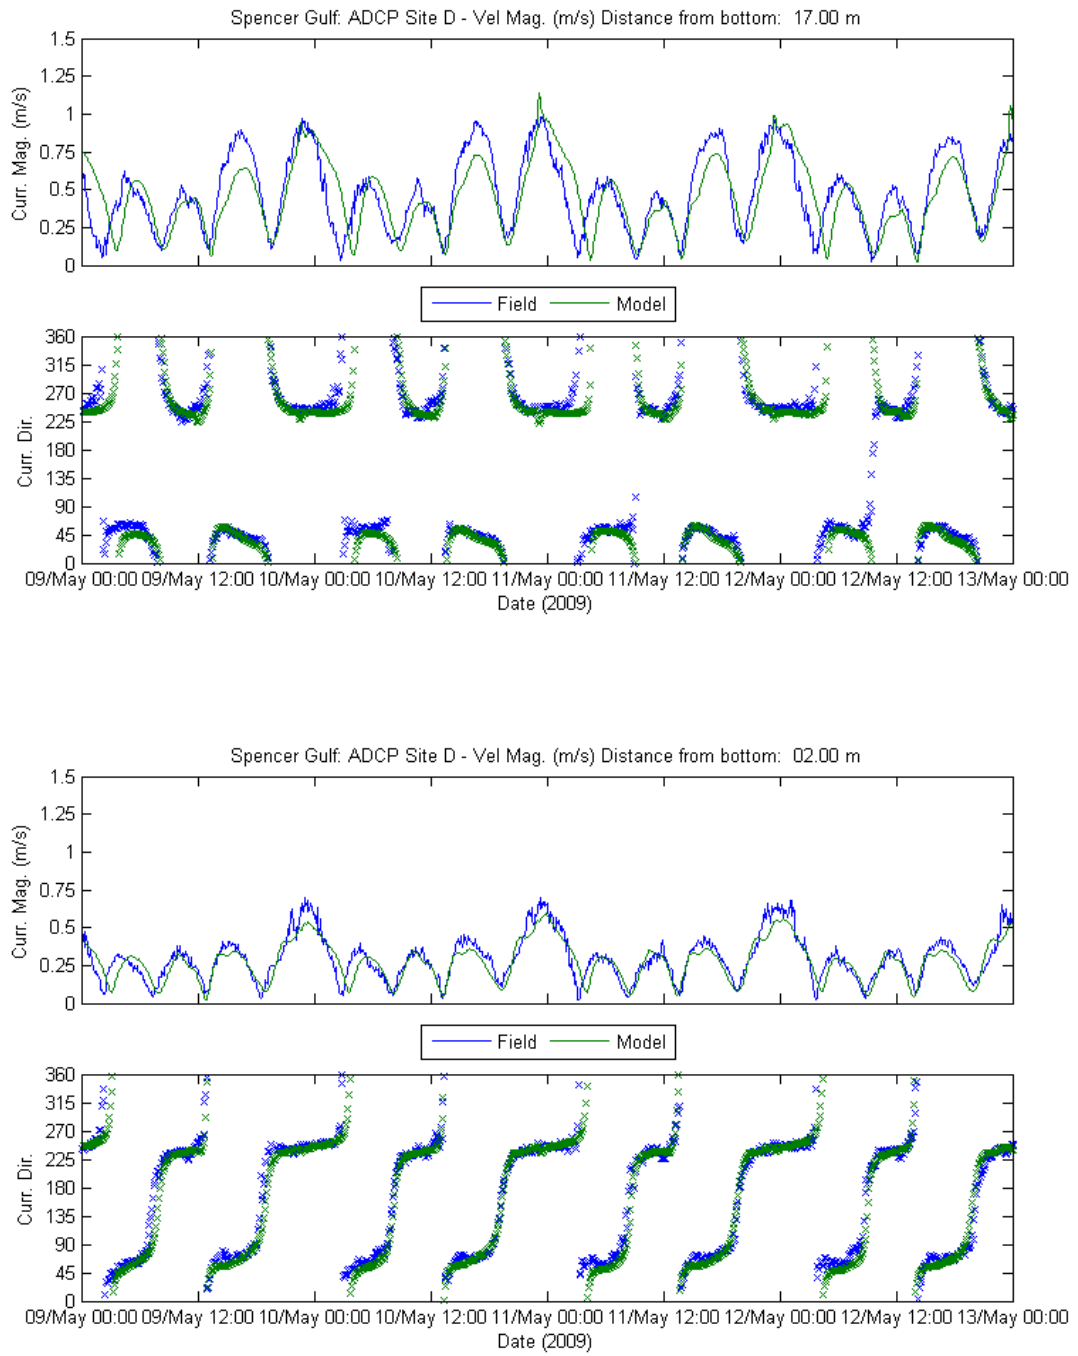 Spencer Gulf: ADCP Site D - Vel Mag. (m/s) Distance from bottom:  17.00 m
1.5
1.25
1
0.75
0.5
0.25
0
Curr. Mag. (m/s)
Field
Model
360
315
270
225
180
135
90
45
0
Curr. Dir.
09/May 00:00 09/May 12:00 10/May 00:00 10/May 12:00 11/May 00:00 11/May 12:00 12/May 00:00 12/May 12:00 13/May 00:00
Date (2009)
Spencer Gulf: ADCP Site D - Vel Mag. (m/s) Distance from bottom:  02.00 m
1.5
1.25
1
0.75
0.5
0.25
0
Curr. Mag. (m/s)
Field
Model
360
315
270
225
180
135
90
45
0
Curr. Dir.
09/May 00:00 09/May 12:00 10/May 00:00 10/May 12:00 11/May 00:00 11/May 12:00 12/May 00:00 12/May 12:00 13/May 00:00
Date (2009)